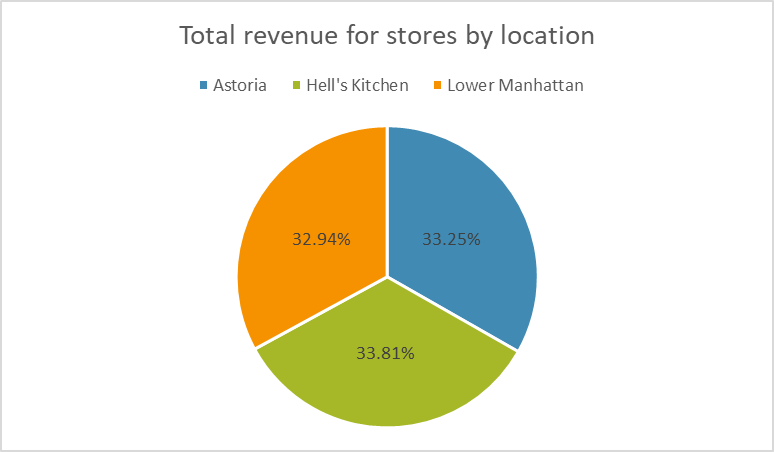 Total revenue for stores by location
Astoria Hell's Kitchen Lower Manhattan
32.94% 33.25%
33.81%